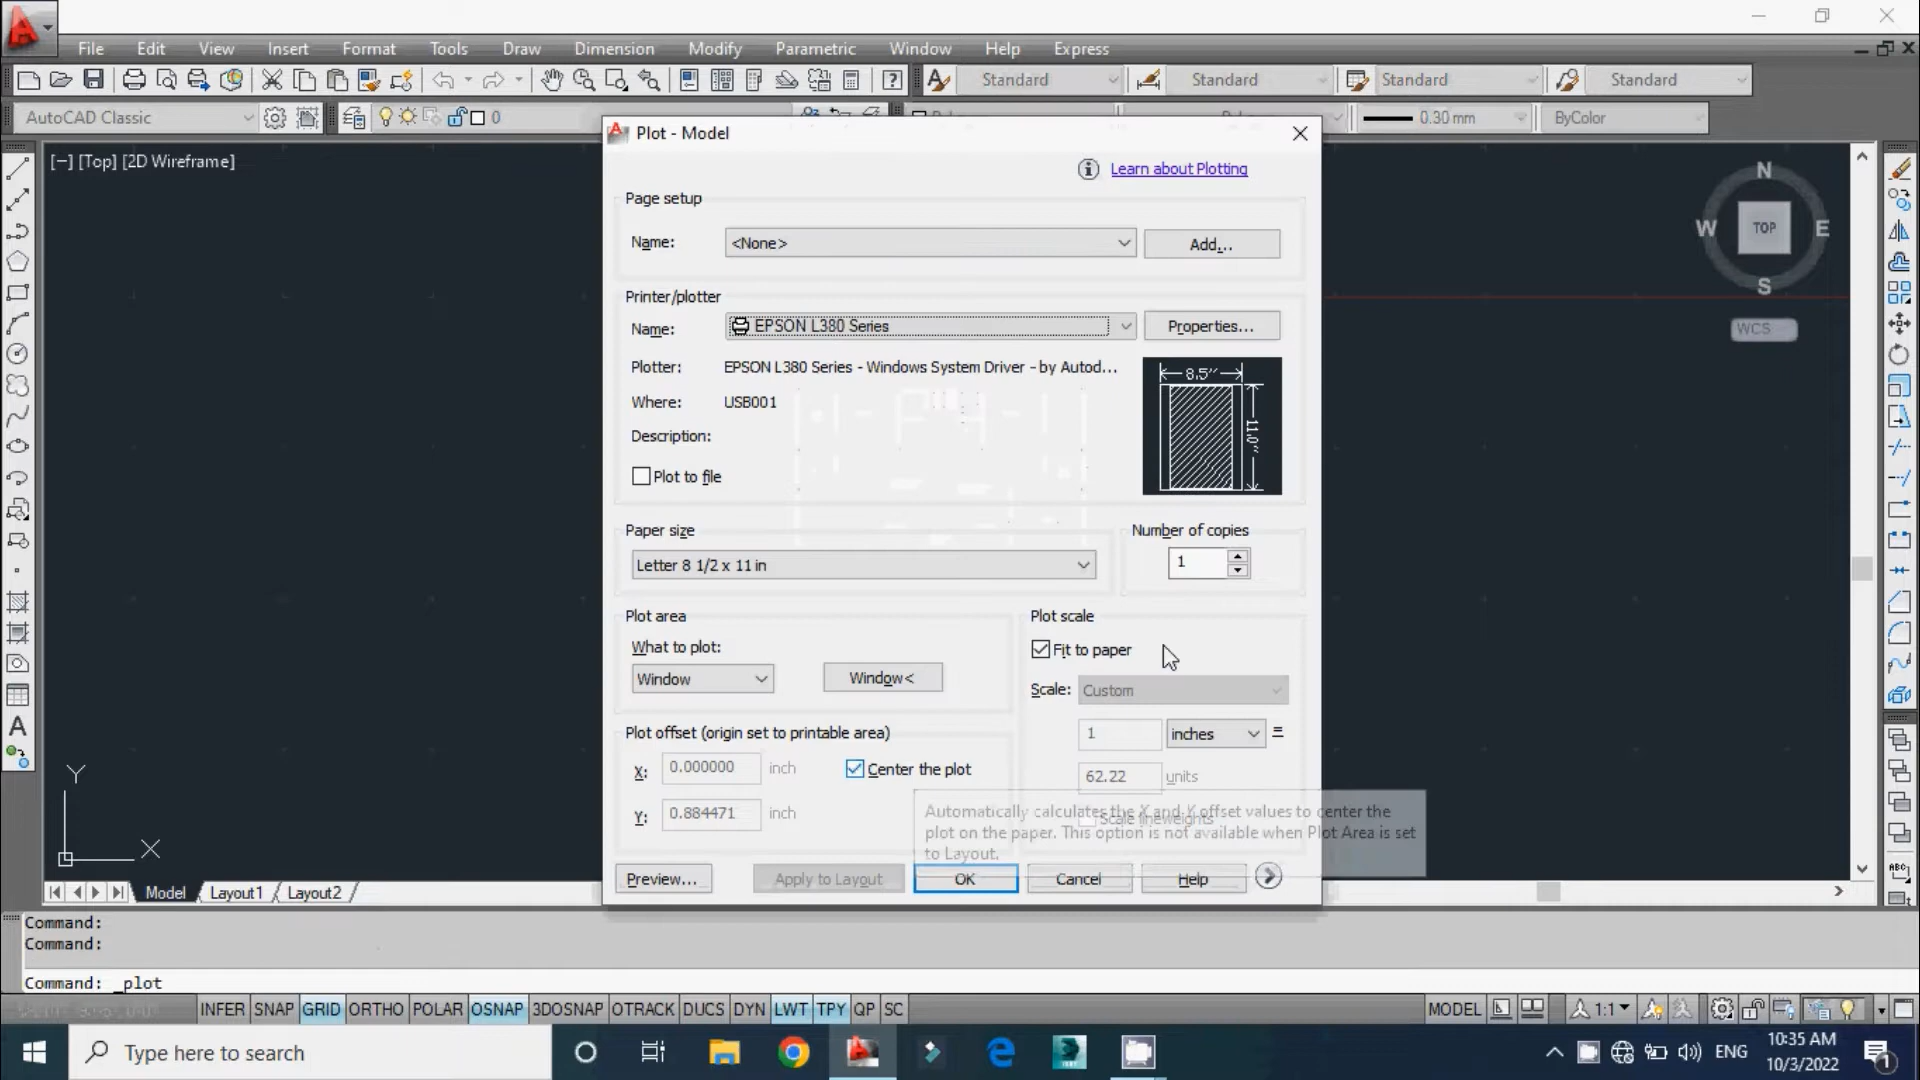 File Edit View Insert Format Tools Draw Dimension Modify Parametric Window Help Express
Standard Standard Standard Standard
AutoCAD Classic 0 0.30 mm ByColor
[−] [Top] [2D Wireframe]
Plot - Model
Learn about Plotting
Page setup
Name: <None> Add...
Printer/plotter
Name: EPSON L380 Series Properties...
Plotter: EPSON L380 Series - Windows System Driver - by Autod...
Where: USB001
Description:
Plot to file
8.5''
11.0''
Paper size
Letter 8 1/2 x 11 in
Number of copies
1
Plot area
What to plot:
Window Window<
Plot scale
Fit to paper
Scale: Custom
1 inches =
62.22 units
Scale lineweights
Plot offset (origin set to printable area)
X: 0.000000 inch Center the plot
Y: 0.884471 inch
Automatically calculates the X and Y offset values to center the
plot on the paper. This option is not available when Plot Area is set
to Layout.
Preview... Apply to Layout OK Cancel Help
N
W TOP E
S
WCS
Y
X
Model Layout1 Layout2
Command:
Command:
Command: _plot
INFER SNAP GRID ORTHO POLAR OSNAP 3DOSNAP OTRACK DUCS DYN LWT TPY QP SC MODEL 1:1
Type here to search
ENG
10:35 AM
10/3/2022
1